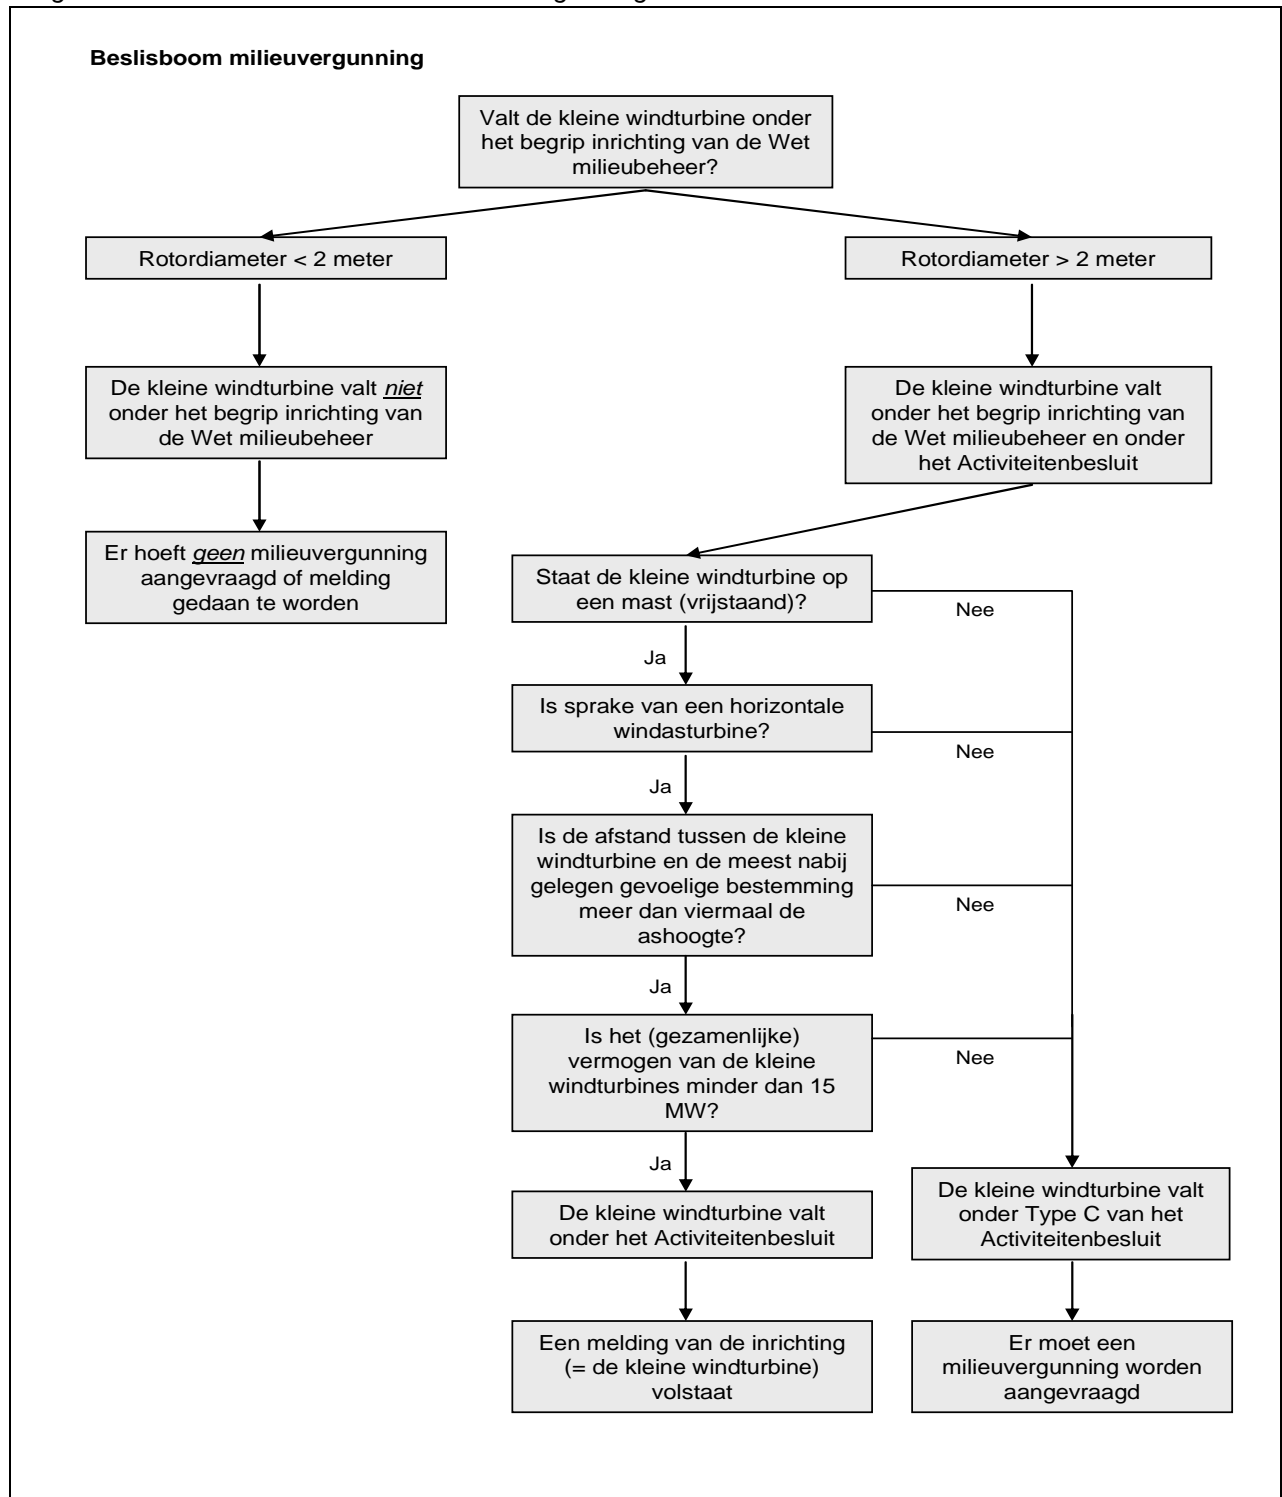 Beslisboom milieuvergunning
Valt de kleine windturbine onder
het begrip inrichting van de Wet
milieubeheer?
Rotordiameter < 2 meter
Rotordiameter > 2 meter
De kleine windturbine valt niet
onder het begrip inrichting van
de Wet milieubeheer
De kleine windturbine valt
onder het begrip inrichting van
de Wet milieubeheer en onder
het Activiteitenbesluit
Er hoeft geen milieuvergunning
aangevraagd of melding
gedaan te worden
Staat de kleine windturbine op
een mast (vrijstaand)?
Nee
Ja
Is sprake van een horizontale
windasturbine?
Nee
Ja
Is de afstand tussen de kleine
windturbine en de meest nabij
gelegen gevoelige bestemming
meer dan viermaal de
ashoogte?
Nee
Ja
Is het (gezamenlijke)
vermogen van de kleine
windturbines minder dan 15
MW?
Nee
Ja
De kleine windturbine valt
onder het Activiteitenbesluit
De kleine windturbine valt
onder Type C van het
Activiteitenbesluit
Een melding van de inrichting
(= de kleine windturbine)
volstaat
Er moet een
milieuvergunning worden
aangevraagd